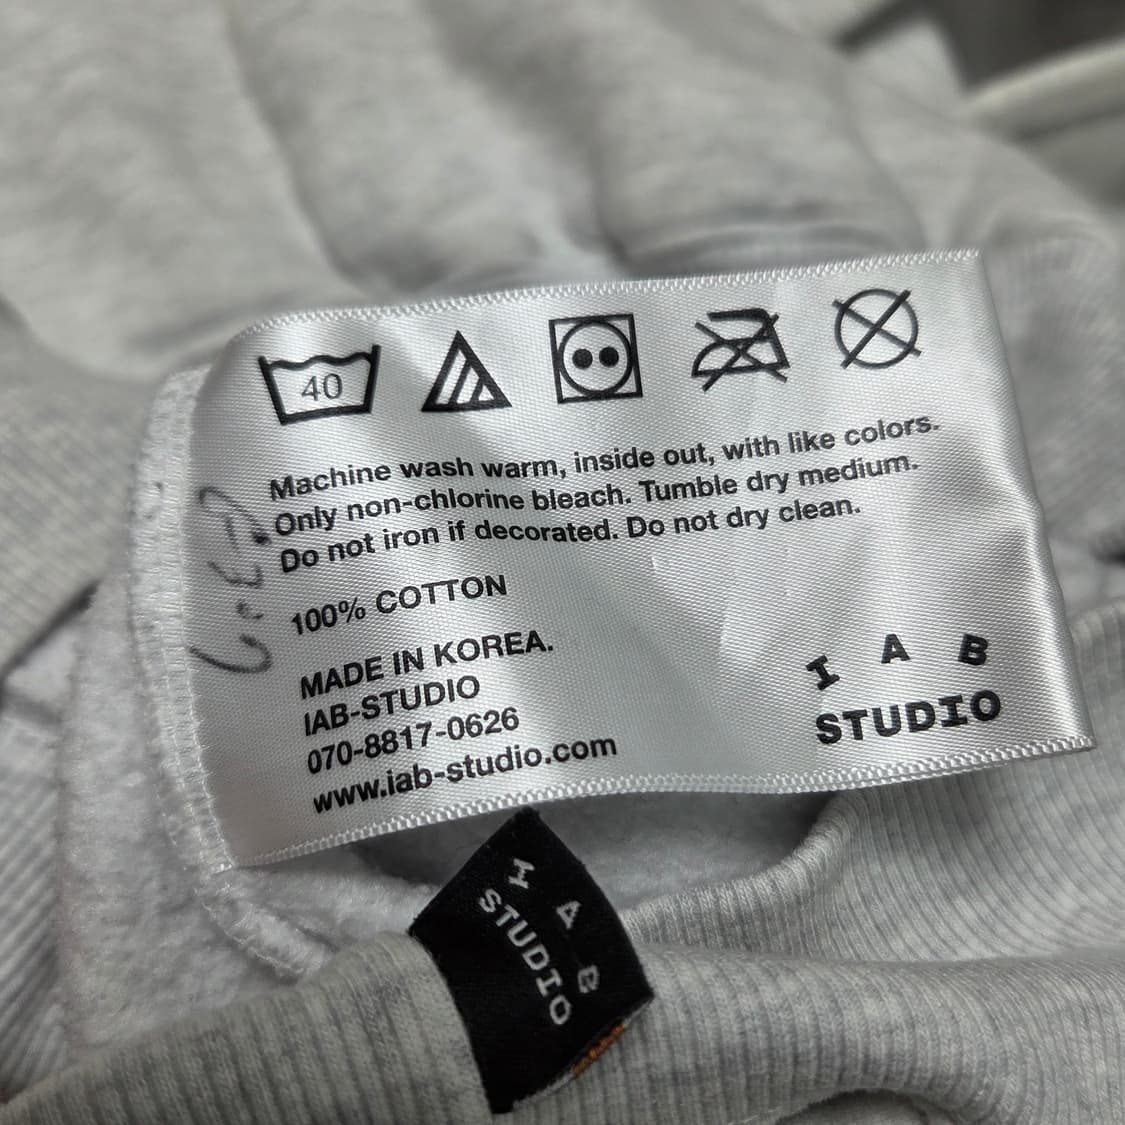 40
Machine wash warm, inside out, with like colors.
Only non-chlorine bleach. Tumble dry medium.
Do not iron if decorated. Do not dry clean.
100% COTTON
MADE IN KOREA.
IAB-STUDIO
070-8817-0626
www.iab-studio.com
I A B
STUDIO
I A B
STUDIO